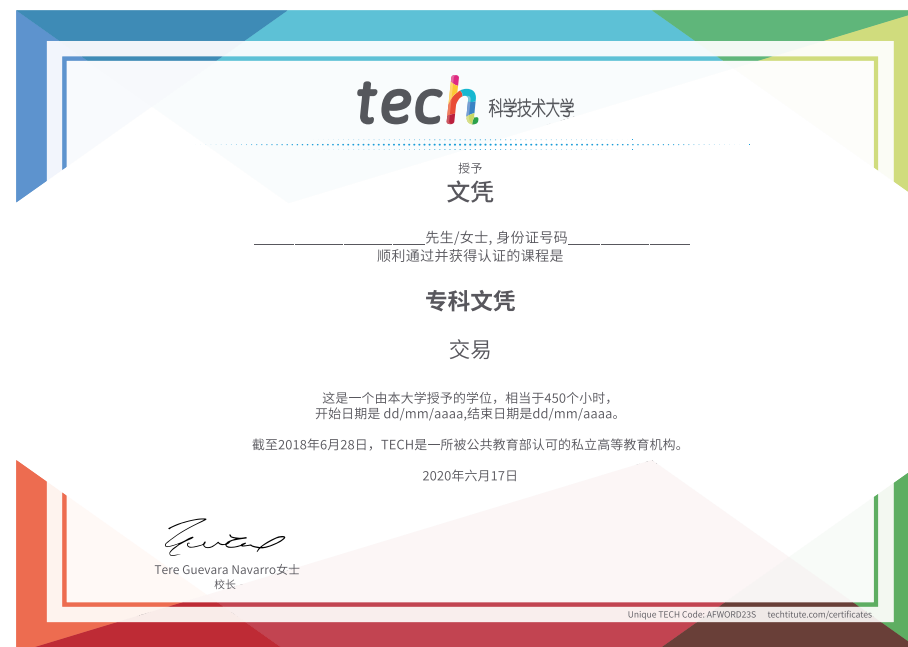 tech 科学技术大学
授予
文凭
______________________先生/女士, 身份证号码________________
顺利通过并获得认证的课程是
专科文凭
交易
这是一个由本大学授予的学位，相当于450个小时，
开始日期是 dd/mm/aaaa,结束日期是dd/mm/aaaa。
截至2018年6月28日，TECH是一所被公共教育部认可的私立高等教育机构。
2020年六月17日
Tere Guevara Navarro女士
校长
Unique TECH Code: AFWORD23S techtitute.com/certificates